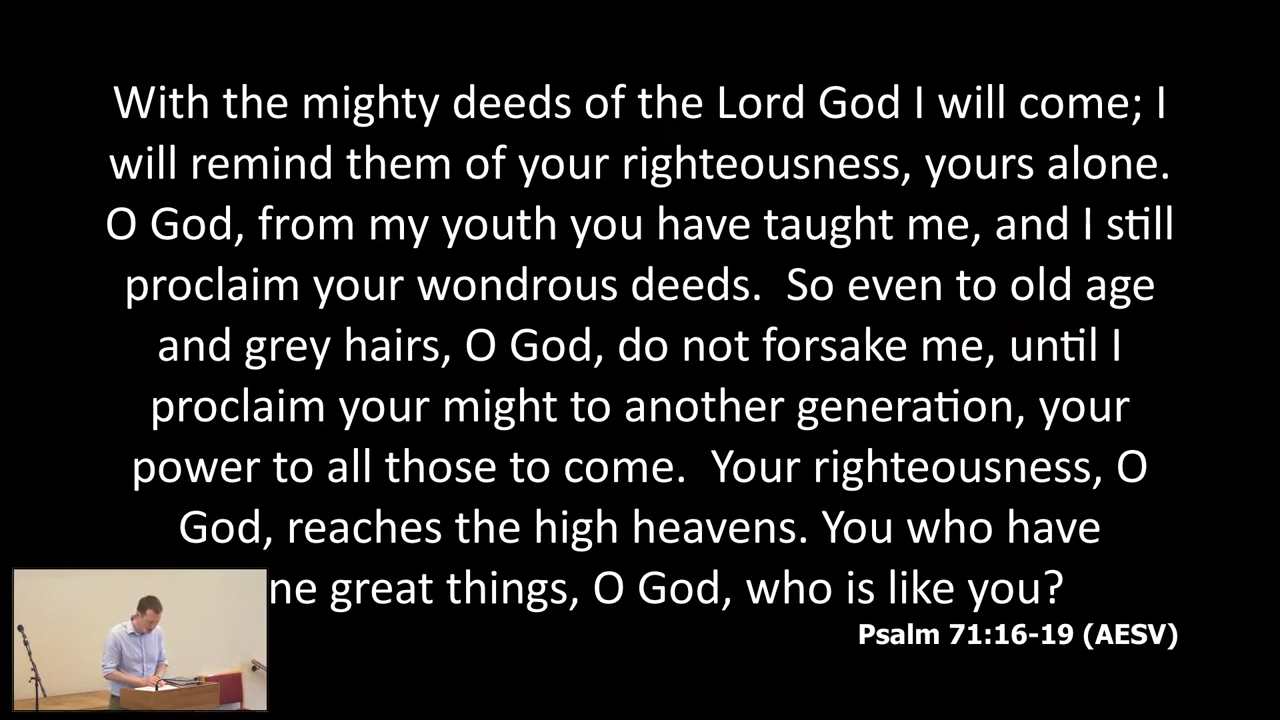 With the mighty deeds of the Lord God I will come; I
will remind them of your righteousness, yours alone.
O God, from my youth you have taught me, and I still
proclaim your wondrous deeds.  So even to old age
and grey hairs, O God, do not forsake me, until I
proclaim your might to another generation, your
power to all those to come.  Your righteousness, O
God, reaches the high heavens. You who have
ne great things, O God, who is like you?
Psalm 71:16-19 (AESV)